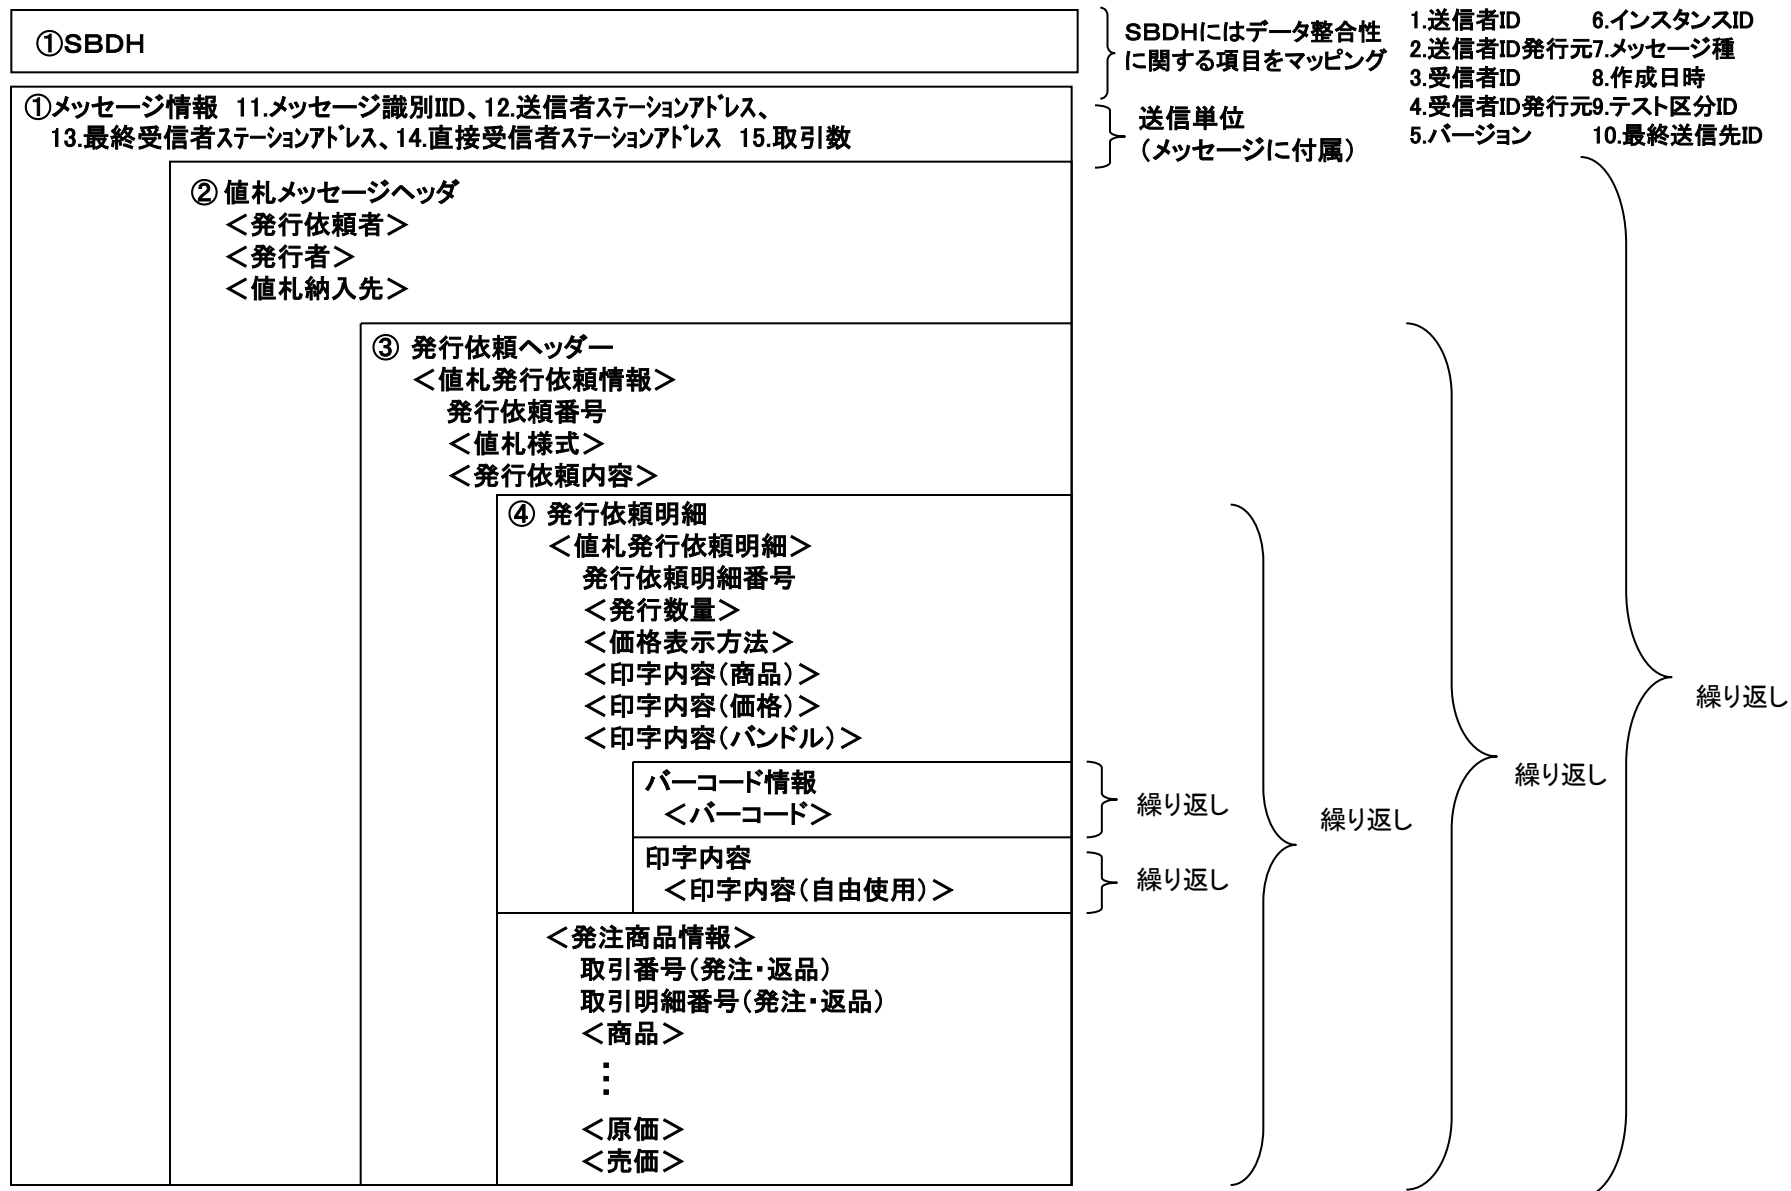 ①SBDH
SBDHにはデータ整合性
に関する項目をマッピング
1.送信者ID 6.インスタンスID
2.送信者ID発行元7.メッセージ種
3.受信者ID 8.作成日時
4.受信者ID発行元9.テスト区分ID
5.バージョン 10.最終送信先ID
①メッセージ情報 11.メッセージ識別IID、12.送信者ｽﾃｰｼｮﾝｱﾄﾞﾚｽ、
13.最終受信者ｽﾃｰｼｮﾝｱﾄﾞﾚｽ、14.直接受信者ｽﾃｰｼｮﾝｱﾄﾞﾚｽ 15.取引数
送信単位
（メッセージに付属）
② 値札メッセージヘッダ
＜発行依頼者＞
＜発行者＞
＜値札納入先＞
③ 発行依頼ヘッダー
＜値札発行依頼情報＞
発行依頼番号
＜値札様式＞
＜発行依頼内容＞
④ 発行依頼明細
＜値札発行依頼明細＞
発行依頼明細番号
＜発行数量＞
＜価格表示方法＞
＜印字内容（商品）＞
＜印字内容（価格）＞
＜印字内容（バンドル）＞
バーコード情報
＜バーコード＞
繰り返し
印字内容
＜印字内容（自由使用）＞
繰り返し
＜発注商品情報＞
取引番号（発注・返品）
取引明細番号（発注・返品）
＜商品＞
⋮
＜原価＞
＜売価＞
繰り返し
繰り返し
繰り返し